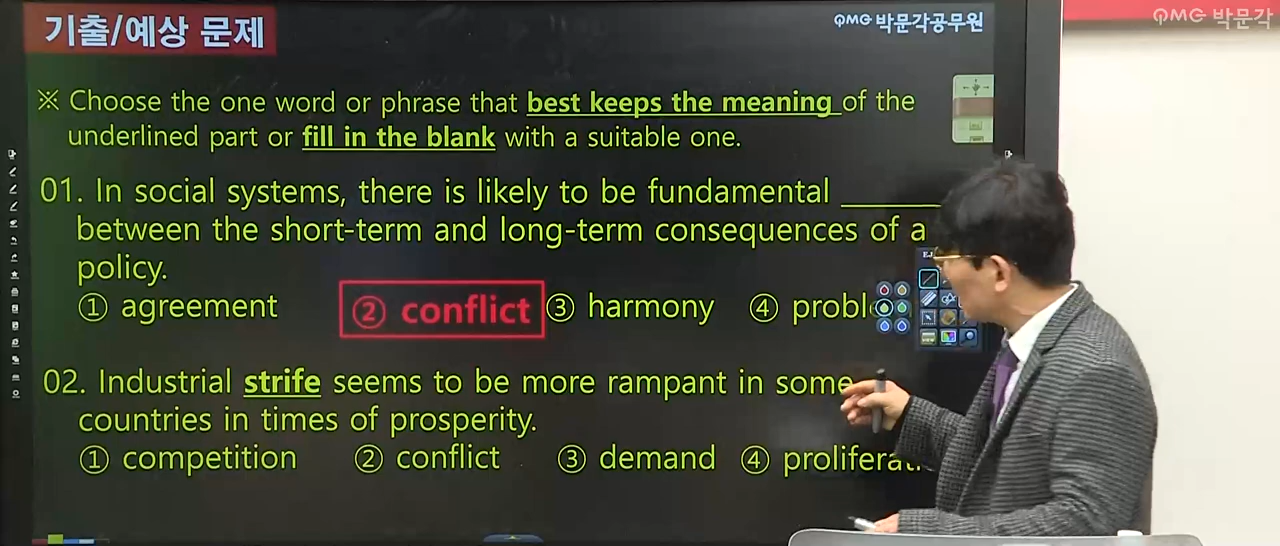 기출/예상 문제
QMG 박문각공무원
QMG 박문각
※ Choose the one word or phrase that best keeps the meaning of the
underlined part or fill in the blank with a suitable one.
01. In social systems, there is likely to be fundamental ______
between the short-term and long-term consequences of a
policy.
① agreement ② conflict ③ harmony ④
02. Industrial strife seems to be more rampant in some
countries in times of prosperity.
① competition ② conflict ③ demand ④